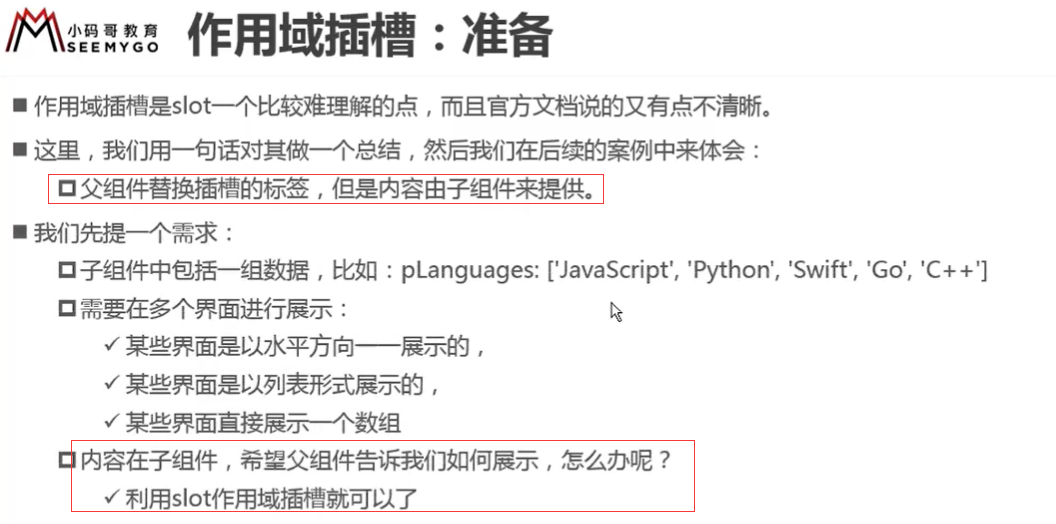 小码哥教育
SEEMYGO
作用域插槽：准备
作用域插槽是slot一个比较难理解的点，而且官方文档说的又有点不清晰。
这里，我们用一句话对其做一个总结，然后我们在后续的案例中来体会：
父组件替换插槽的标签，但是内容由子组件来提供。
我们先提一个需求：
子组件中包括一组数据，比如：pLanguages: ['JavaScript', 'Python', 'Swift', 'Go', 'C++']
需要在多个界面进行展示：
某些界面是以水平方向一一展示的，
某些界面是以列表形式展示的，
某些界面直接展示一个数组
内容在子组件，希望父组件告诉我们如何展示，怎么办呢？
利用slot作用域插槽就可以了